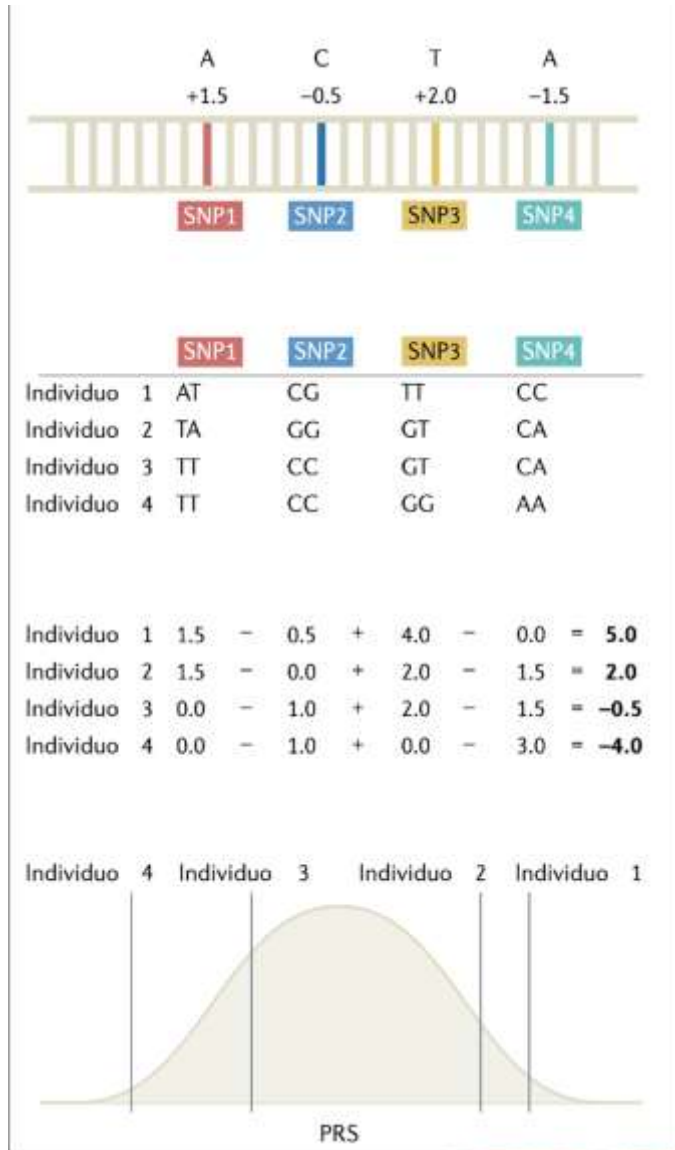 A C T A
+1.5 −0.5 +2.0 −1.5
SNP1 SNP2 SNP3 SNP4
SNP1 SNP2 SNP3 SNP4
Individuo 1 AT CG TT CC
Individuo 2 TA GG GT CA
Individuo 3 TT CC GT CA
Individuo 4 TT CC GG AA
Individuo 1 1.5 − 0.5 + 4.0 − 0.0 = 5.0
Individuo 2 1.5 − 0.0 + 2.0 − 1.5 = 2.0
Individuo 3 0.0 − 1.0 + 2.0 − 1.5 = −0.5
Individuo 4 0.0 − 1.0 + 0.0 − 3.0 = −4.0
Individuo 4 Individuo 3 Individuo 2 Individuo 1
PRS